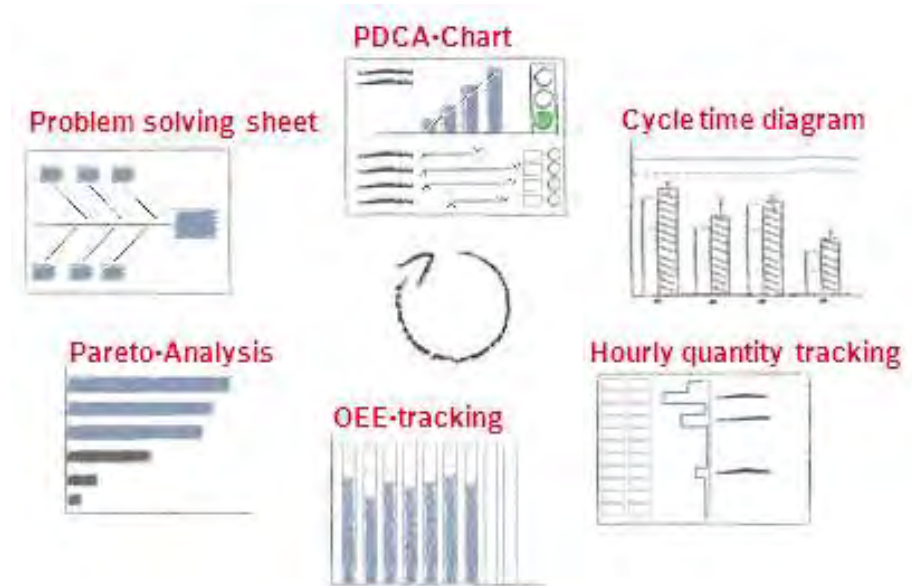 PDCA-Chart
Problem solving sheet
Cycle time diagram
Pareto-Analysis
Hourly quantity tracking
OEE-tracking